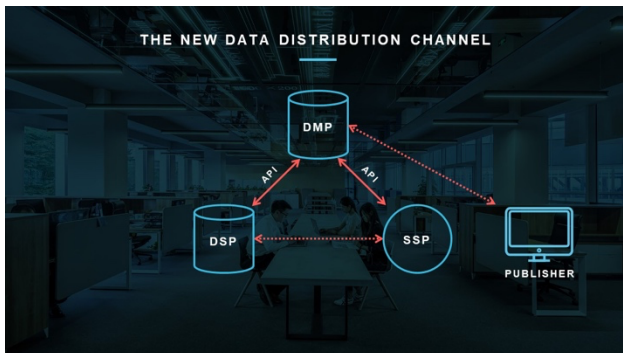 THE NEW DATA DISTRIBUTION CHANNEL
DMP
API
API
DSP
SSP
PUBLISHER